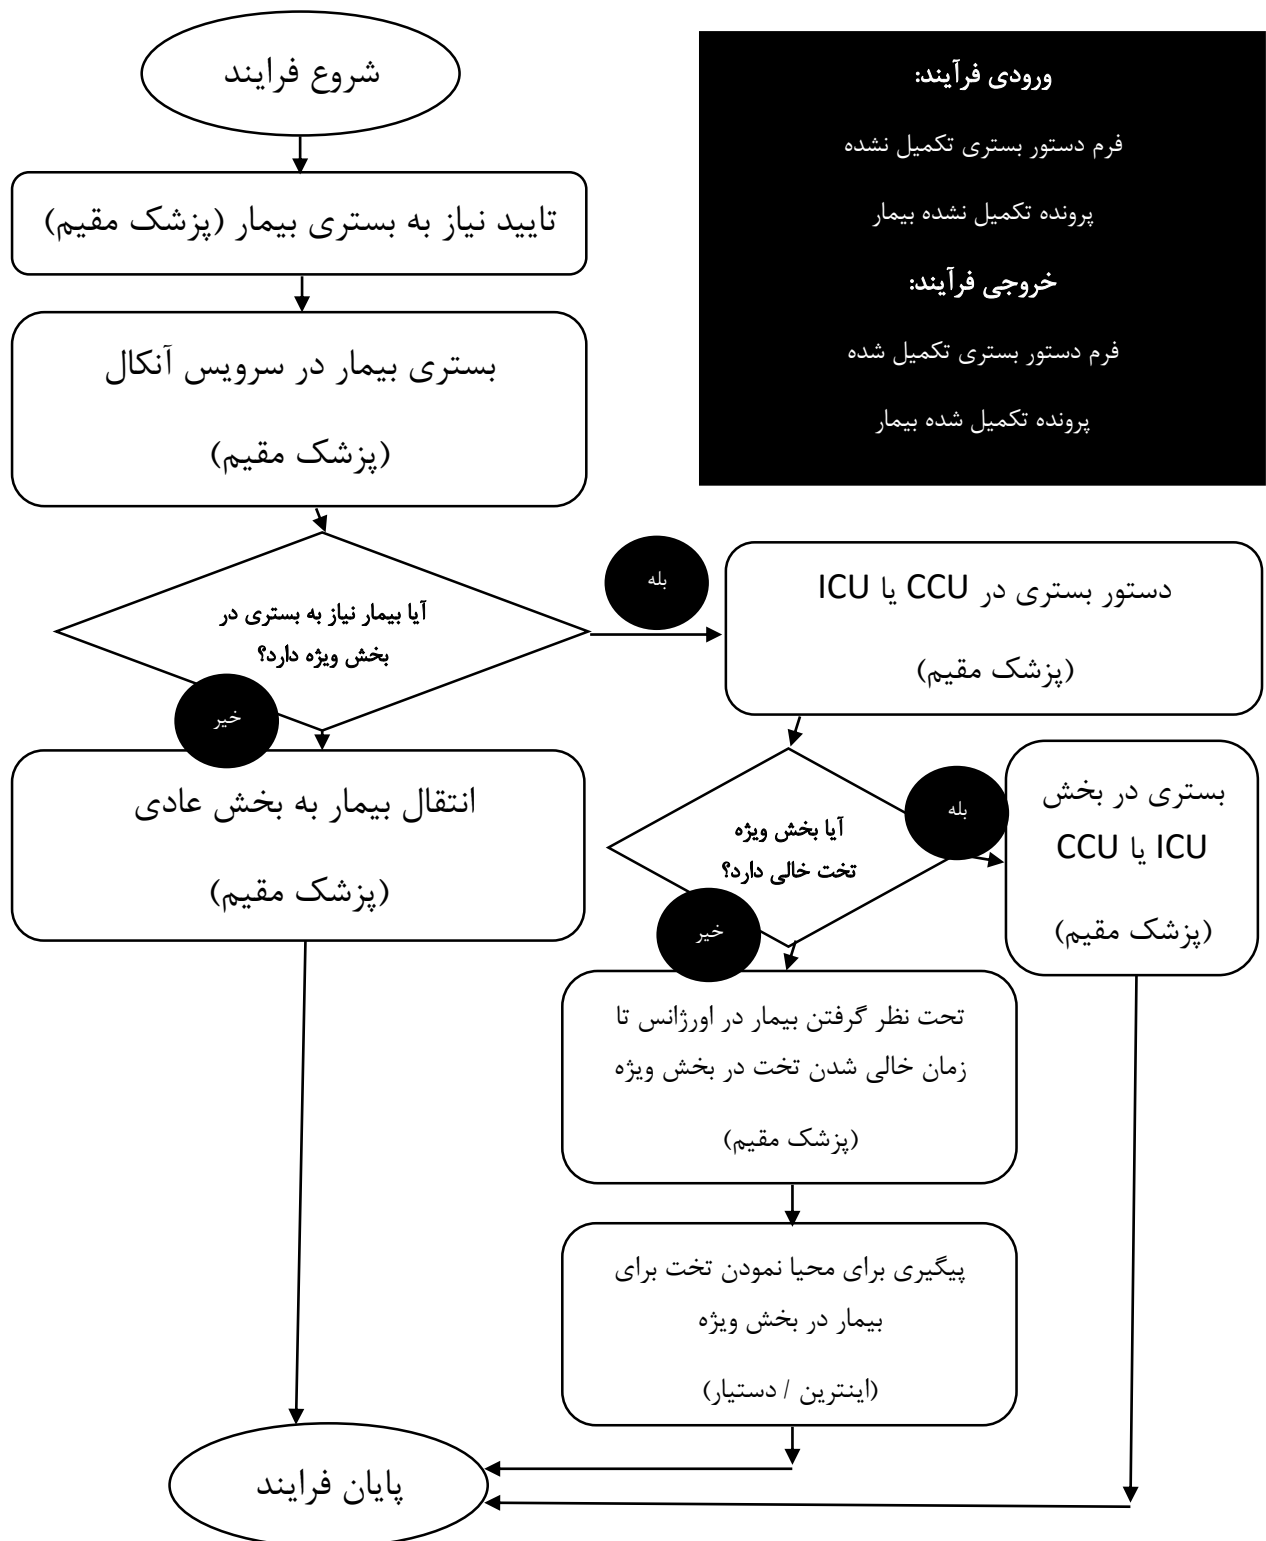 شروع فرایند
ورودی فرآیند:
فرم دستور بستری تکمیل نشده
پرونده تکمیل نشده بیمار
خروجی فرآیند:
فرم دستور بستری تکمیل شده
پرونده تکمیل شده بیمار
تایید نیاز به بستری بیمار (پزشک مقیم)
بستری بیمار در سرویس آنکال
(پزشک مقیم)
آیا بیمار نیاز به بستری در
بخش ویژه دارد؟
بله
دستور بستری در CCU یا ICU
(پزشک مقیم)
خیر
انتقال بیمار به بخش عادی
(پزشک مقیم)
آیا بخش ویژه
تخت خالی دارد؟
بله
بستری در بخش
ICU یا CCU
(پزشک مقیم)
خیر
تحت نظر گرفتن بیمار در اورژانس تا
زمان خالی شدن تخت در بخش ویژه
(پزشک مقیم)
پیگیری برای محیا نمودن تخت برای
بیمار در بخش ویژه
(اینترین / دستیار)
پایان فرایند